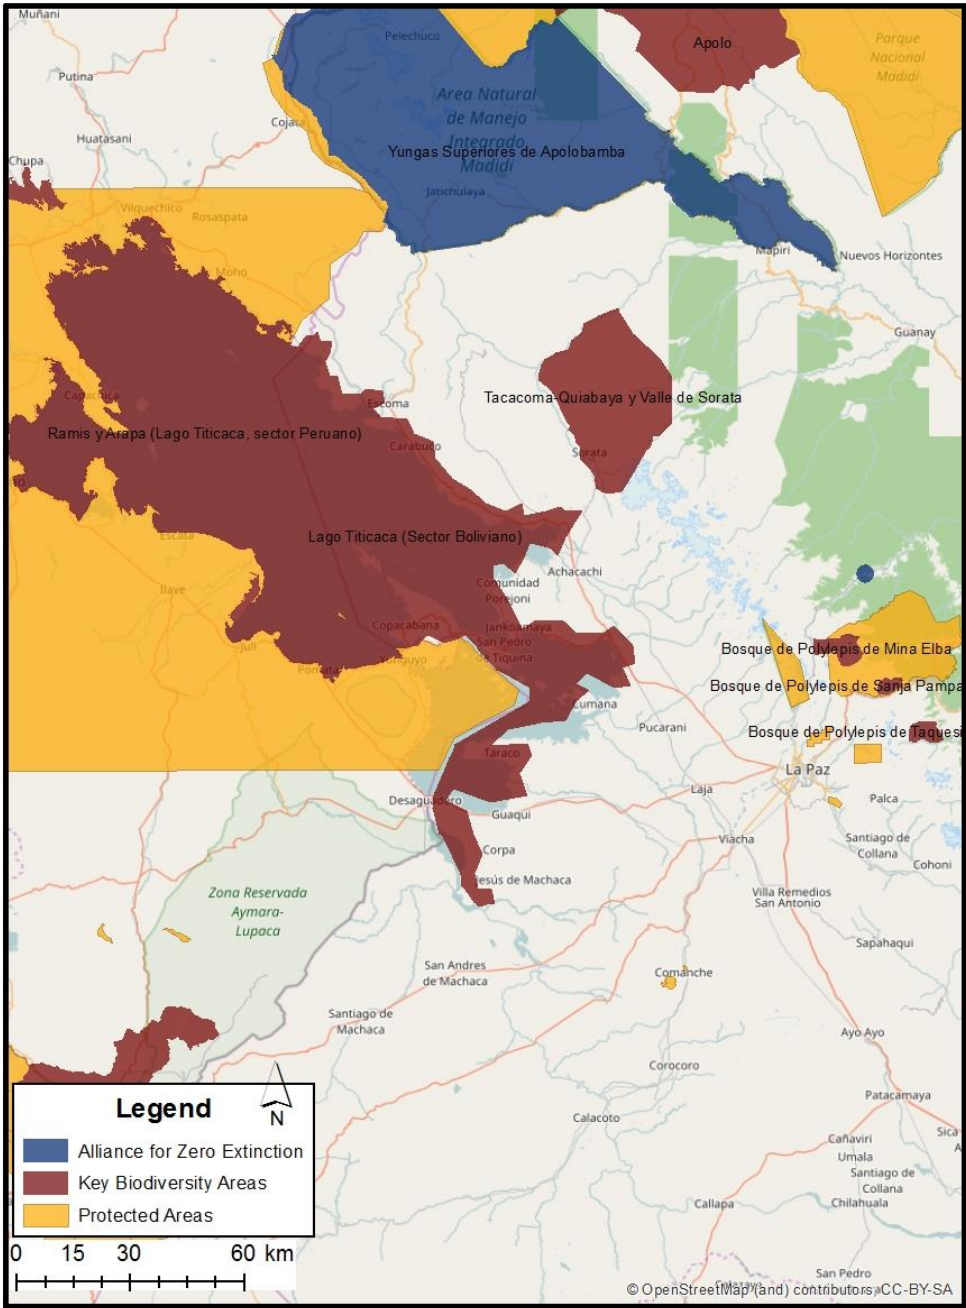 Muñani
Pelechuco
Apolo
Parque
Nacional
Madidi
Putina
Area Natural
de Manejo
Integrado
Madidi
Cojata
Huatasani
Yungas Superiores de Apolobamba
Chupa
Jatichulaya
Vilquechico
Rosaspata
Mapiri
Nuevos Horizontes
Moho
Guanay
Capachica
Escoma
Tacacoma-Quiabaya y Valle de Sorata
Ramis y Arapa (Lago Titicaca, sector Peruano)
Carabuco
Sorata
Lago Titicaca (Sector Boliviano)
Escata
Achacachi
Comunidad
Porejoni
Ilave
Copacabana
Jankoamaya
San Pedro
de Tiquina
Juli
Bosque de Polylepis de Mina Elba
Yunguyo
Pomata
Bosque de Polylepis de Sanja Pampa
Cumana
Pucarani
Bosque de Polylepis de Taquesi
Taraco
La Paz
Desaguadero
Laja
Palca
Guaqui
Viacha
Santiago de
Collana
Corpa
Cohoni
Jesús de Machaca
Zona Reservada
Aymara-
Lupaca
Villa Remedios
San Antonio
Sapahaqui
San Andres
de Machaca
Comanche
Santiago de
Machaca
Ayo Ayo
Corocoro
Patacamaya
Calacoto
Cañaviri
Sica
Umala
Santiago de
Collana
Callapa
Chilahuala
San Pedro
N
Legend
Alliance for Zero Extinction
Key Biodiversity Areas
Protected Areas
0 15 30 60 km
© OpenStreetMap (and) contributors, CC-BY-SA